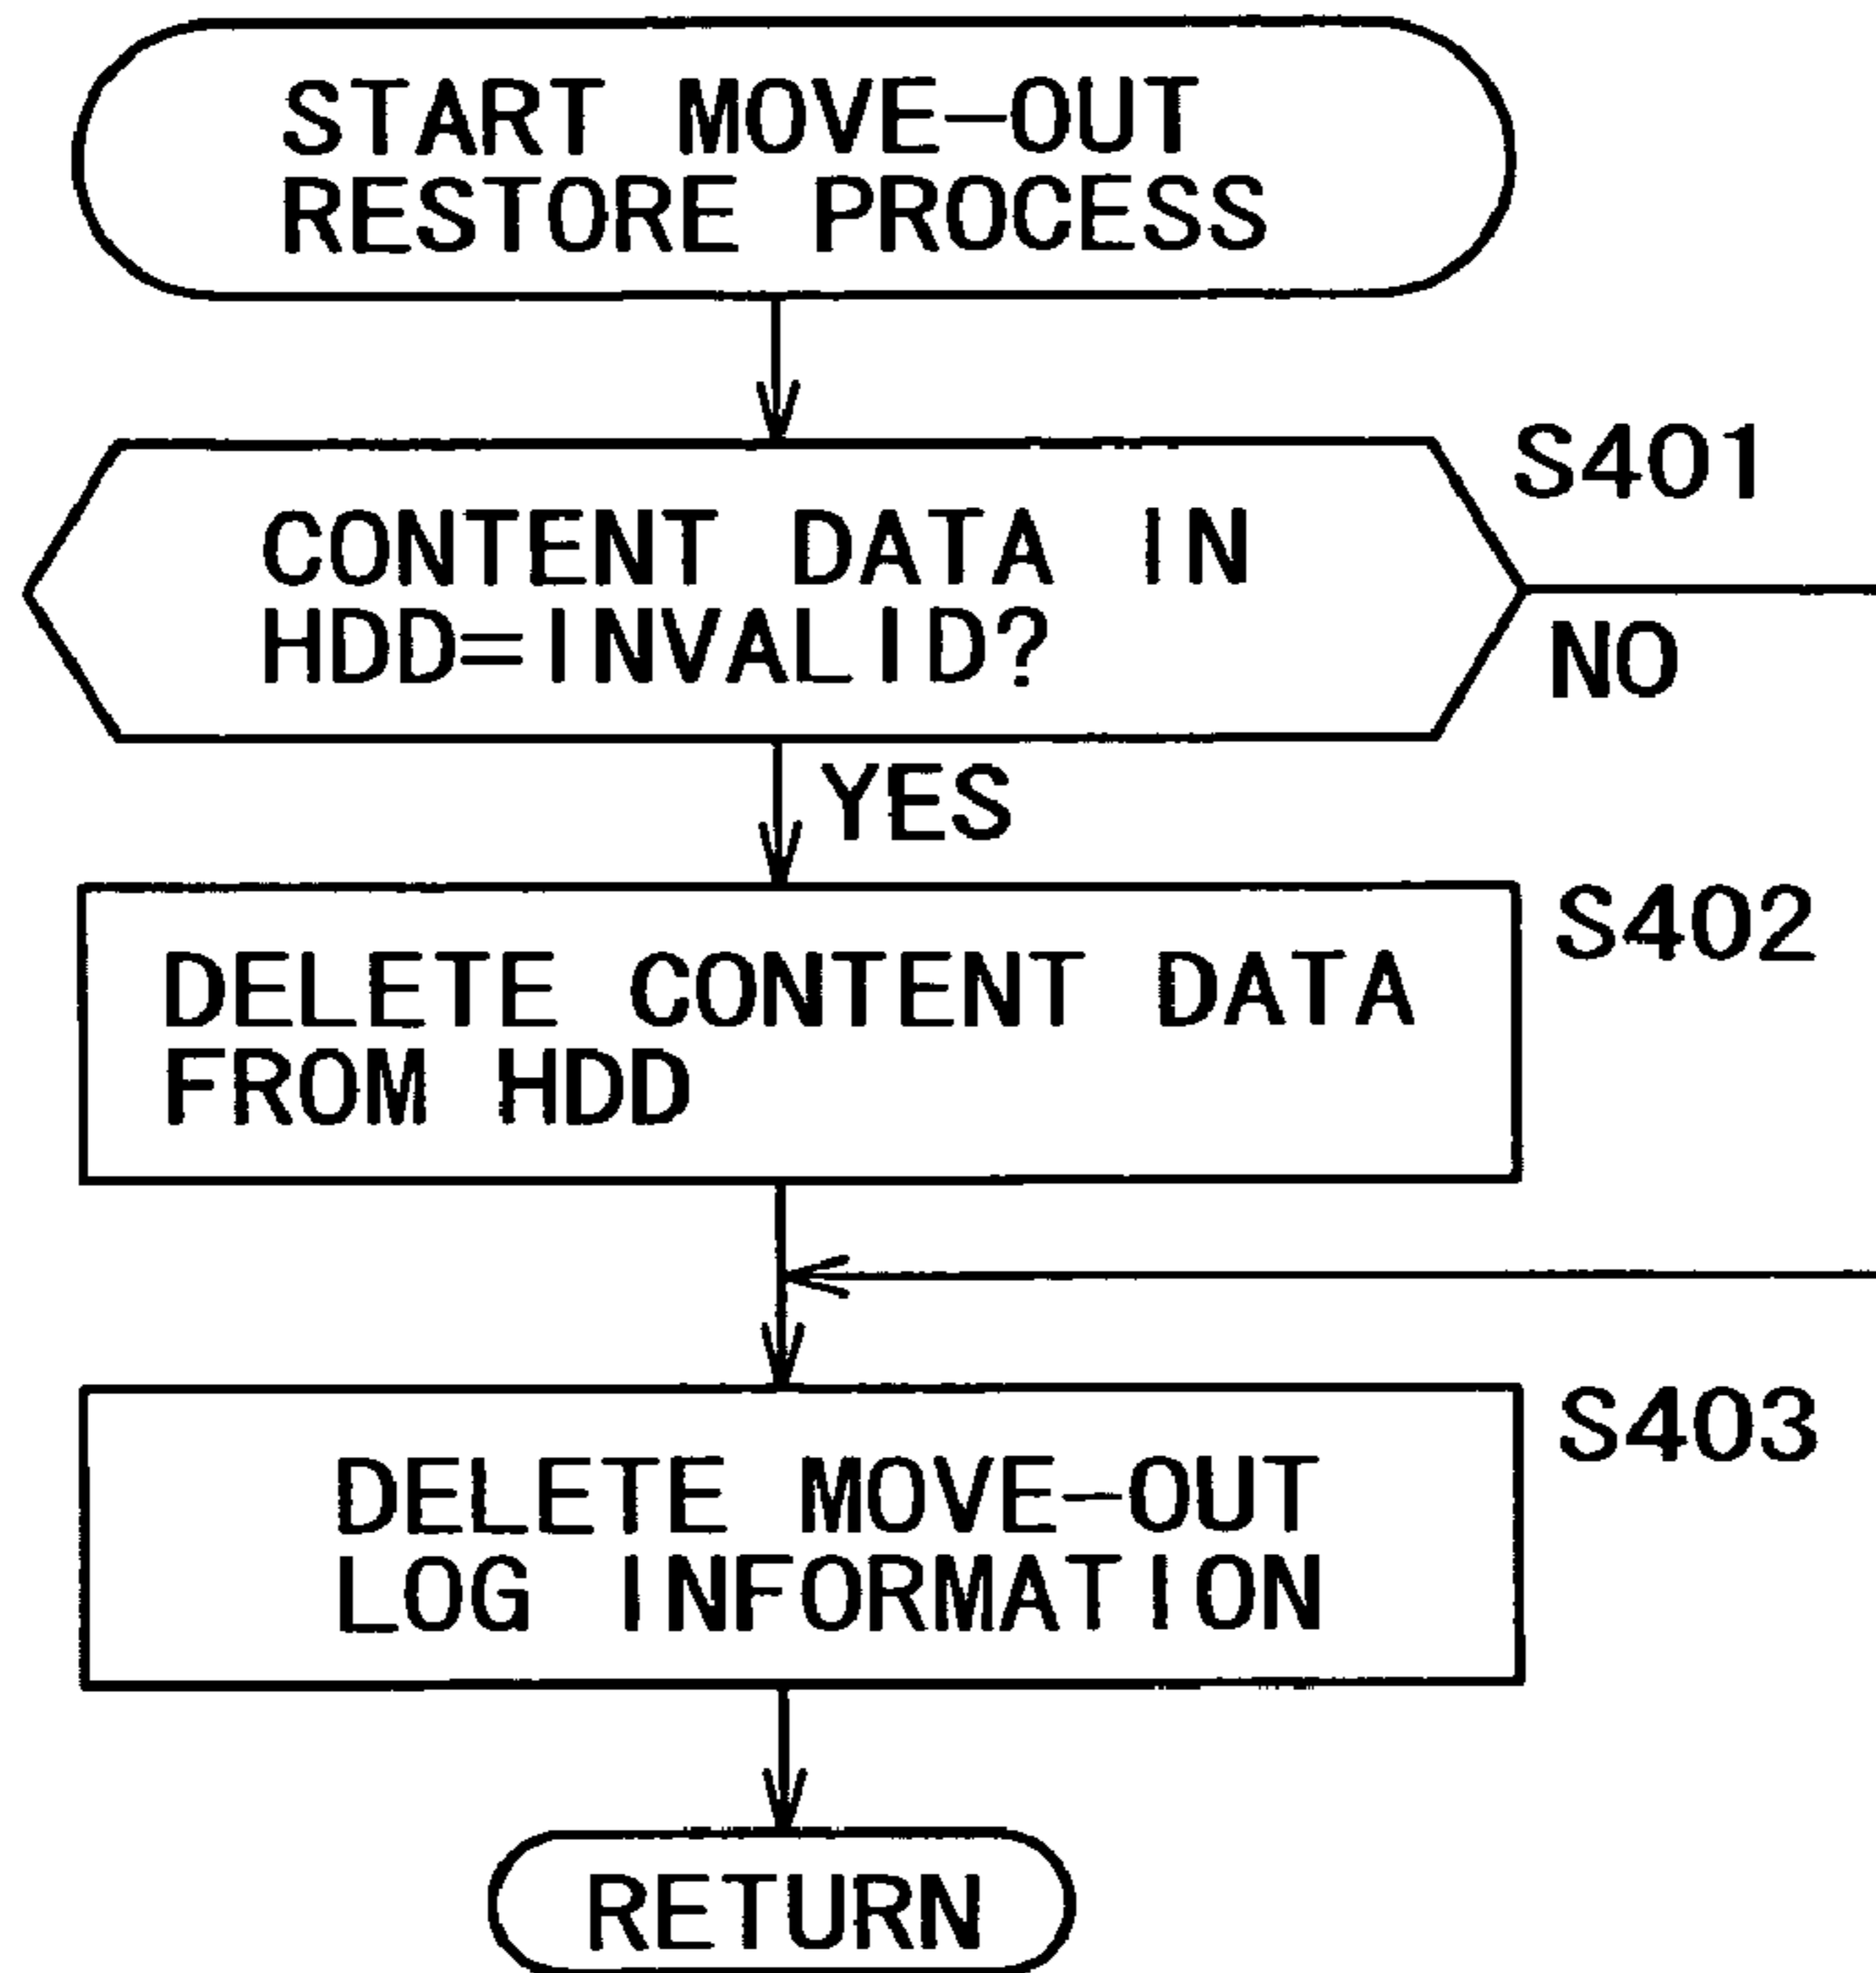 START MOVE-OUT
RESTORE PROCESS
S401
CONTENT DATA IN
HDD=INVALID?
NO
YES
S402
DELETE CONTENT DATA
FROM HDD
S403
DELETE MOVE-OUT
LOG INFORMATION
RETURN